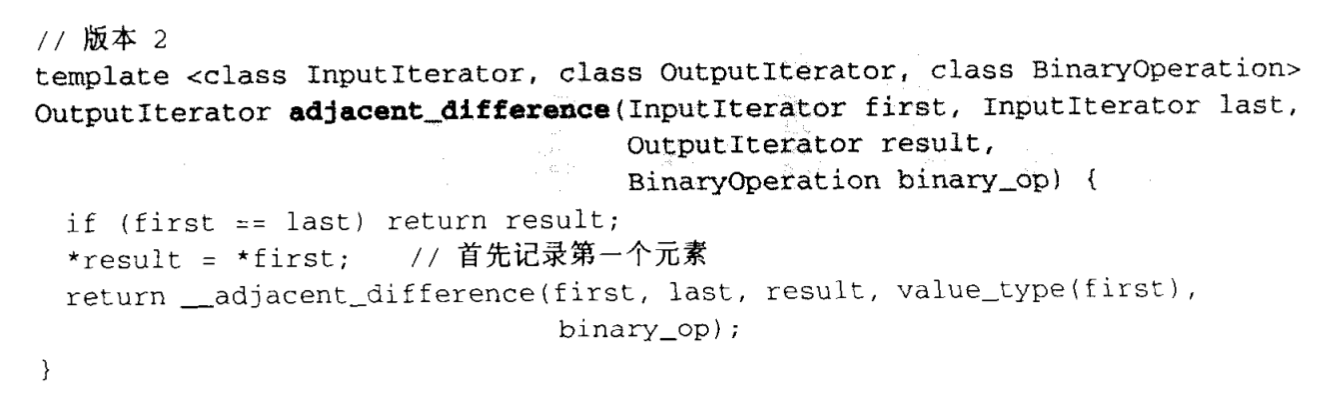 // 版本 2
template <class InputIterator, class OutputIterator, class BinaryOperation>
OutputIterator adjacent_difference(InputIterator first, InputIterator last,
                                   OutputIterator result,
                                   BinaryOperation binary_op) {
  if (first == last) return result;
  *result = *first;   // 首先记录第一个元素
  return __adjacent_difference(first, last, result, value_type(first),
                               binary_op);
}